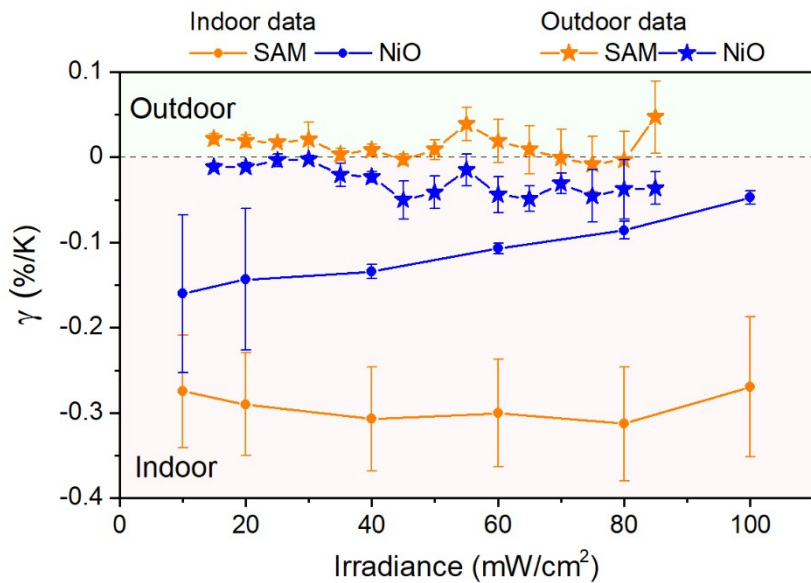 Indoor data Outdoor data
SAM NiO SAM NiO
0.1
Outdoor
0
-0.1
γ (%/K)
-0.2
-0.3
Indoor
-0.4
0 20 40 60 80 100
Irradiance (mW/cm²)